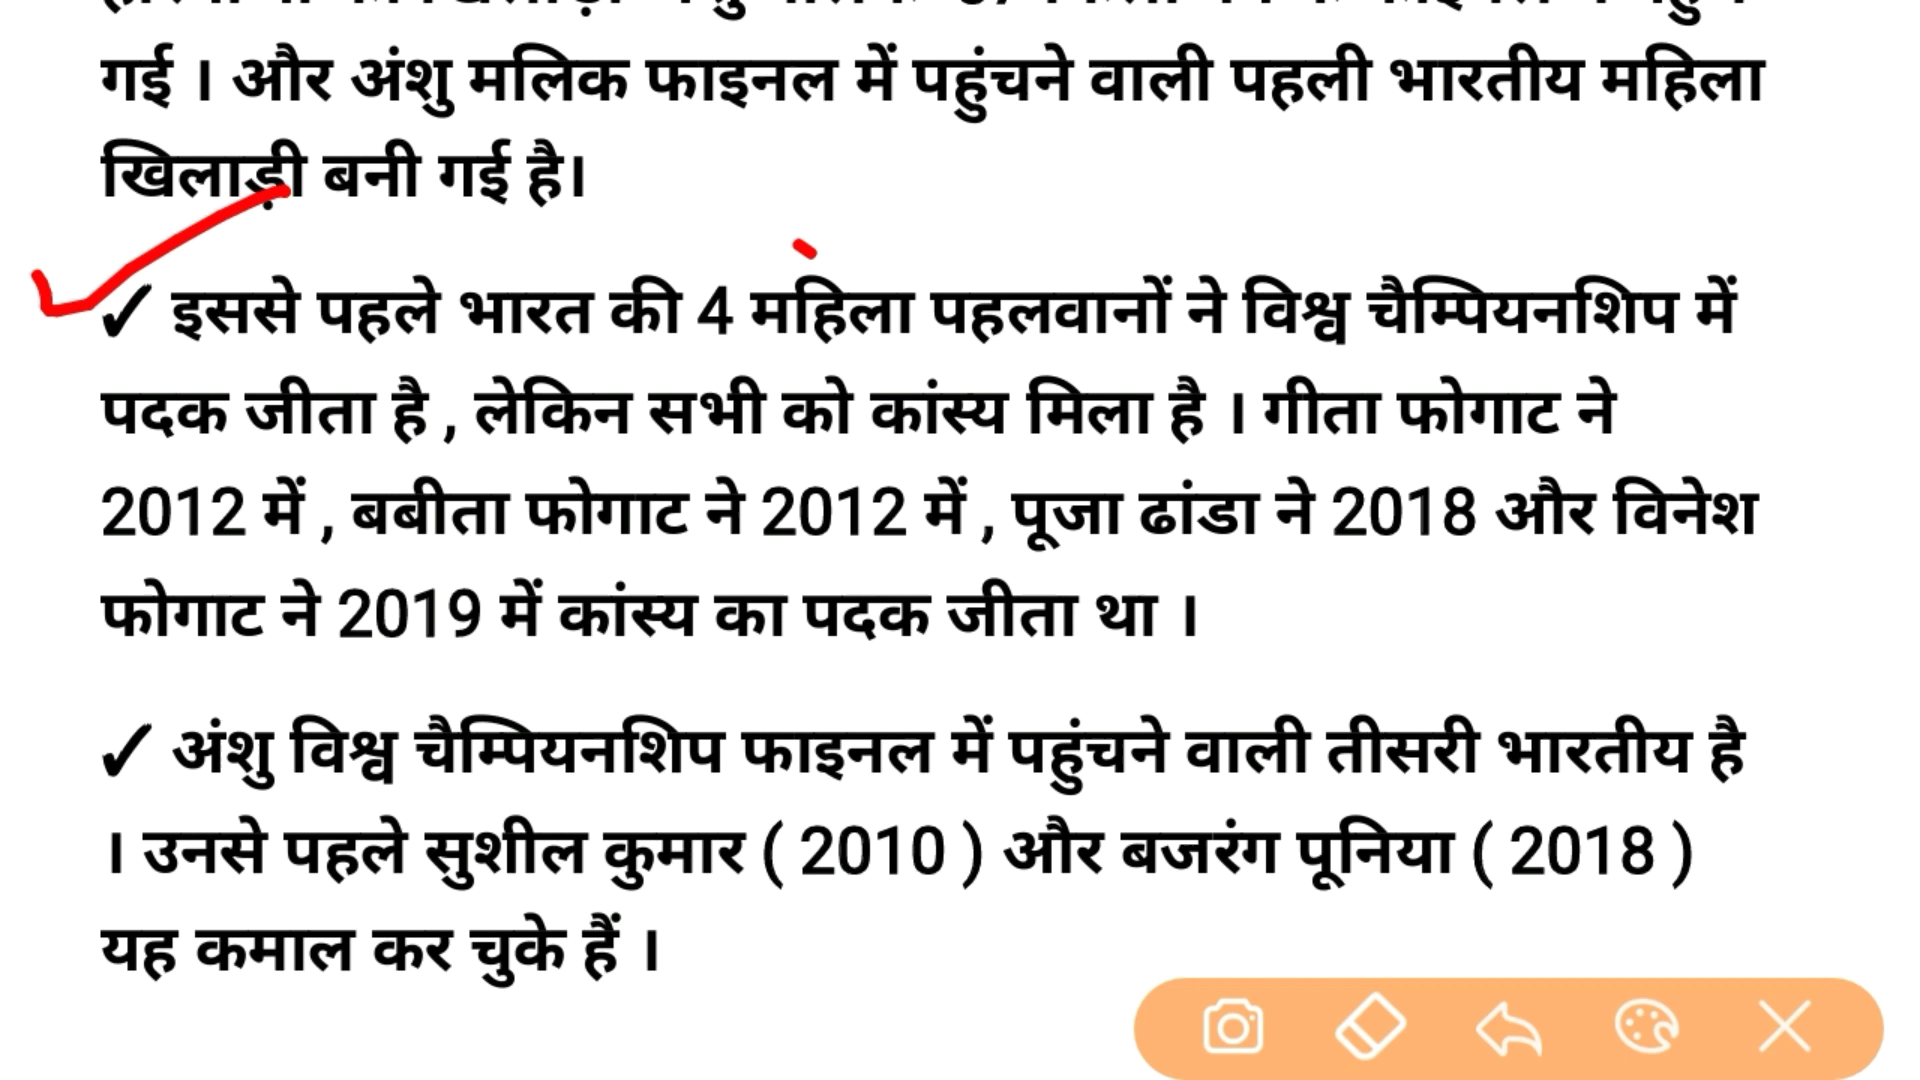 गई । और अंशु मलिक फाइनल में पहुंचने वाली पहली भारतीय महिला
खिलाड़ी बनी गई है।
✓ इससे पहले भारत की 4 महिला पहलवानों ने विश्व चैम्पियनशिप में
पदक जीता है , लेकिन सभी को कांस्य मिला है । गीता फोगाट ने
2012 में , बबीता फोगाट ने 2012 में , पूजा ढांडा ने 2018 और विनेश
फोगाट ने 2019 में कांस्य का पदक जीता था ।
✓ अंशु विश्व चैम्पियनशिप फाइनल में पहुंचने वाली तीसरी भारतीय है
। उनसे पहले सुशील कुमार ( 2010 ) और बजरंग पूनिया ( 2018 )
यह कमाल कर चुके हैं ।